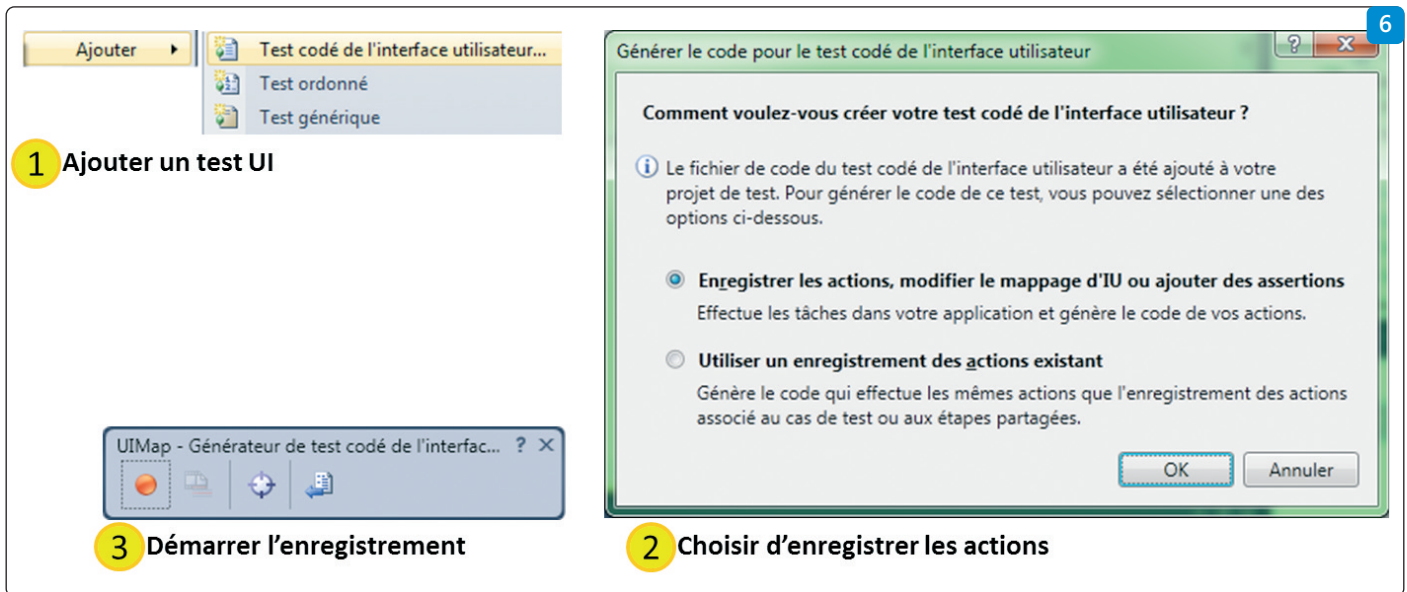 6
Ajouter
Test codé de l'interface utilisateur...
Test ordonné
Test générique
1 Ajouter un test UI
Générer le code pour le test codé de l'interface utilisateur
?
Comment voulez-vous créer votre test codé de l'interface utilisateur ?
Le fichier de code du test codé de l'interface utilisateur a été ajouté à votre
projet de test. Pour générer le code de ce test, vous pouvez sélectionner une des
options ci-dessous.
Enregistrer les actions, modifier le mappage d'IU ou ajouter des assertions
Effectue les tâches dans votre application et génère le code de vos actions.
Utiliser un enregistrement des actions existant
Génère le code qui effectue les mêmes actions que l'enregistrement des actions
associé au cas de test ou aux étapes partagées.
OK
Annuler
2 Choisir d’enregistrer les actions
UIMap - Générateur de test codé de l'interfac... ?
3 Démarrer l’enregistrement